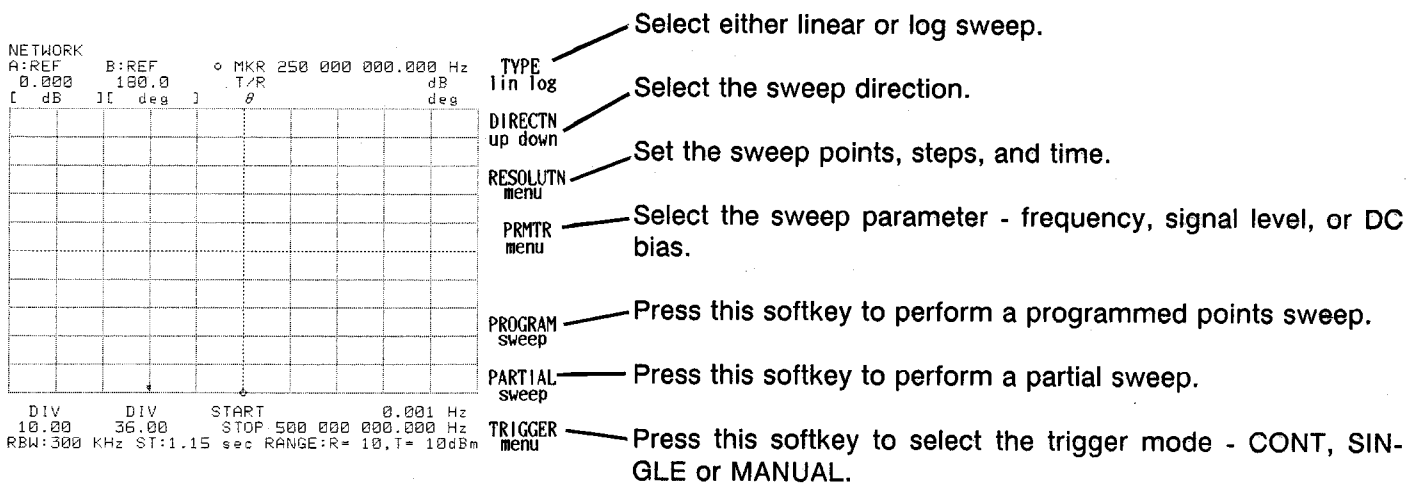 NETWORK
A:REF B:REF o MKR 250 000 000.000 Hz
0.000 180.0 T/R dB
[ dB ][ deg ] θ deg
DIV DIV START 0.001 Hz
10.00 36.00 STOP 500 000 000.000 Hz
RBW:300 KHz ST:1.15 sec RANGE:R= 10,T= 10dBm
TYPE
lin log
Select either linear or log sweep.
DIRECTN
up down
Select the sweep direction.
RESOLUTN
menu
Set the sweep points, steps, and time.
PRMTR
menu
Select the sweep parameter - frequency, signal level, or DC
bias.
PROGRAM
sweep
Press this softkey to perform a programmed points sweep.
PARTIAL
sweep
Press this softkey to perform a partial sweep.
TRIGGER
menu
Press this softkey to select the trigger mode - CONT, SIN-
GLE or MANUAL.